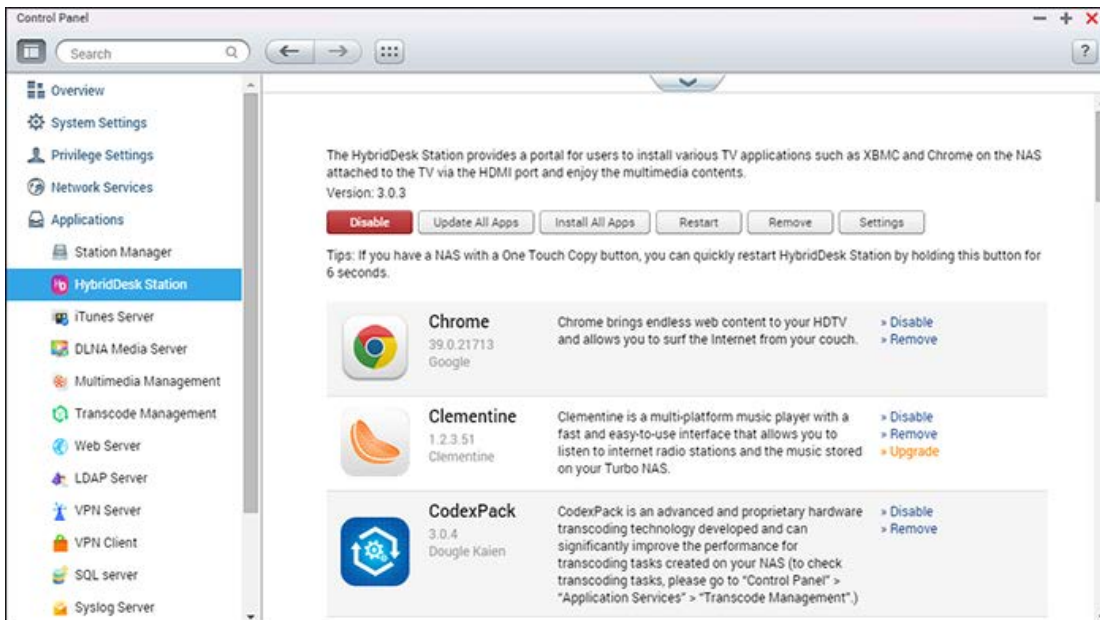 Control Panel
Search
?
Overview
System Settings
Privilege Settings
Network Services
Applications
Station Manager
HybridDesk Station
iTunes Server
DLNA Media Server
Multimedia Management
Transcode Management
Web Server
LDAP Server
VPN Server
VPN Client
SQL server
Syslog Server
The HybridDesk Station provides a portal for users to install various TV applications such as XBMC and Chrome on the NAS
attached to the TV via the HDMI port and enjoy the multimedia contents.
Version: 3.0.3
Disable Update All Apps Install All Apps Restart Remove Settings
Tips: If you have a NAS with a One Touch Copy button, you can quickly restart HybridDesk Station by holding this button for
6 seconds.
Chrome
39.0.21713
Google
Chrome brings endless web content to your HDTV
and allows you to surf the Internet from your couch.
» Disable
» Remove
Clementine
1.2.3.51
Clementine
Clementine is a multi-platform music player with a
fast and easy-to-use interface that allows you to
listen to internet radio stations and the music stored
on your Turbo NAS.
» Disable
» Remove
» Upgrade
CodexPack
3.0.4
Dougle Kaien
CodexPack is an advanced and proprietary hardware
transcoding technology developed and can
significantly improve the performance for
transcoding tasks created on your NAS (to check
transcoding tasks, please go to "Control Panel" >
"Application Services" > "Transcode Management".)
» Disable
» Remove